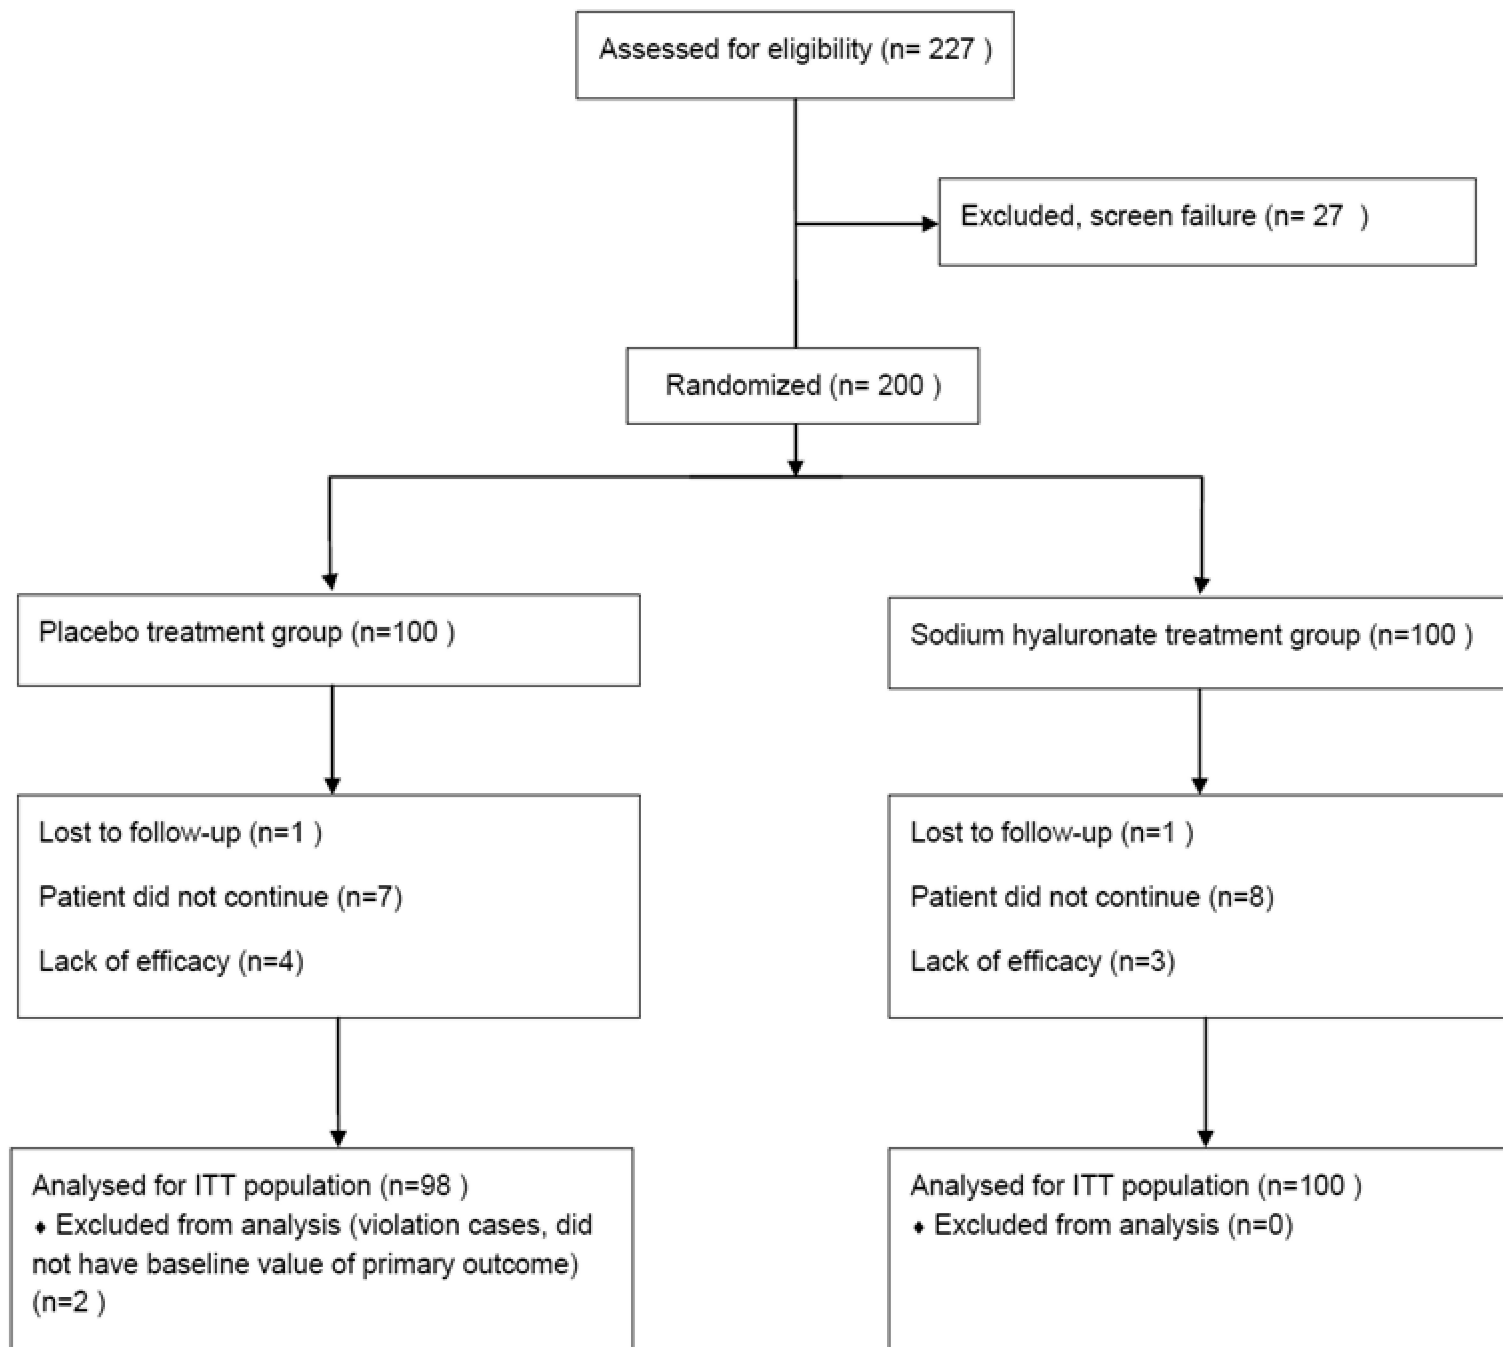 Assessed for eligibility (n= 227 )
Excluded, screen failure (n= 27  )
Randomized (n= 200 )
Placebo treatment group (n=100 )
Sodium hyaluronate treatment group (n=100 )
Lost to follow-up (n=1 )
Patient did not continue (n=7)
Lack of efficacy (n=4)
Lost to follow-up (n=1 )
Patient did not continue (n=8)
Lack of efficacy (n=3)
Analysed for ITT population (n=98 )
♦ Excluded from analysis (violation cases, did
not have baseline value of primary outcome)
(n=2 )
Analysed for ITT population (n=100 )
♦ Excluded from analysis (n=0)